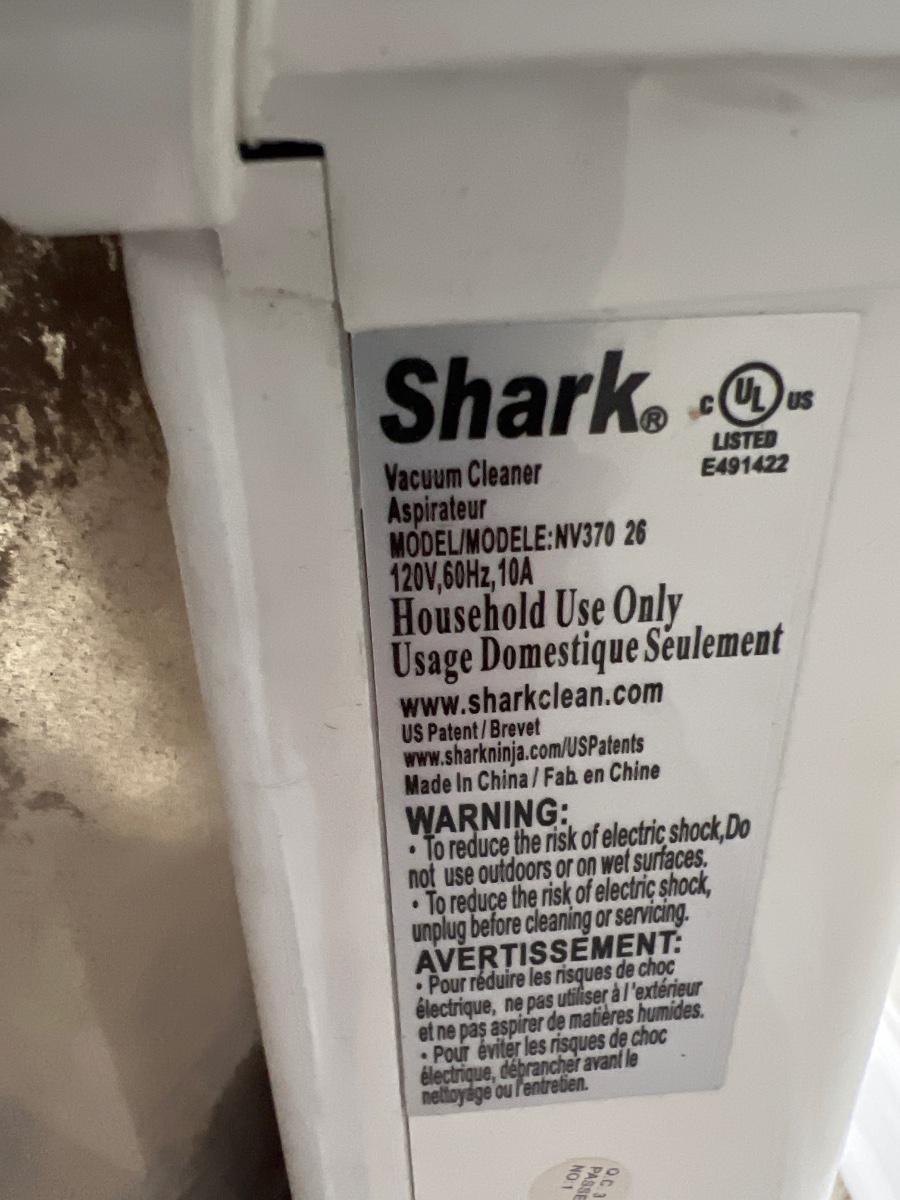 Shark®
C UL US
LISTED
E491422
Vacuum Cleaner
Aspirateur
MODEL/MODELE:NV370 26
120V,60Hz,10A
Household Use Only
Usage Domestique Seulement
www.sharkclean.com
US Patent / Brevet
www.sharkninja.com/USPatents
Made In China / Fab. en Chine
WARNING:
• To reduce the risk of electric shock,Do
not use outdoors or on wet surfaces.
• To reduce the risk of electric shock,
unplug before cleaning or servicing.
AVERTISSEMENT:
• Pour réduire les risques de choc
électrique, ne pas utiliser à l'extérieur
et ne pas aspirer de matières humides.
• Pour éviter les risques de choc
électrique, débrancher avant le
nettoyage ou l'entretien.
Q.C. 3
PASSE
NO:1